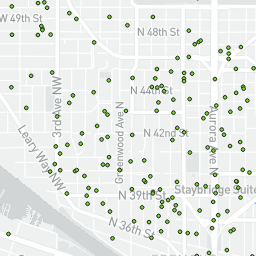 W 49th St
N 48th St
3rd Ave NW
N 44th St
Greenwood Ave N
Aurora Ave N
N 42nd St
Leary Way NW
N 39th St
Staybridge Suite
N 36th St